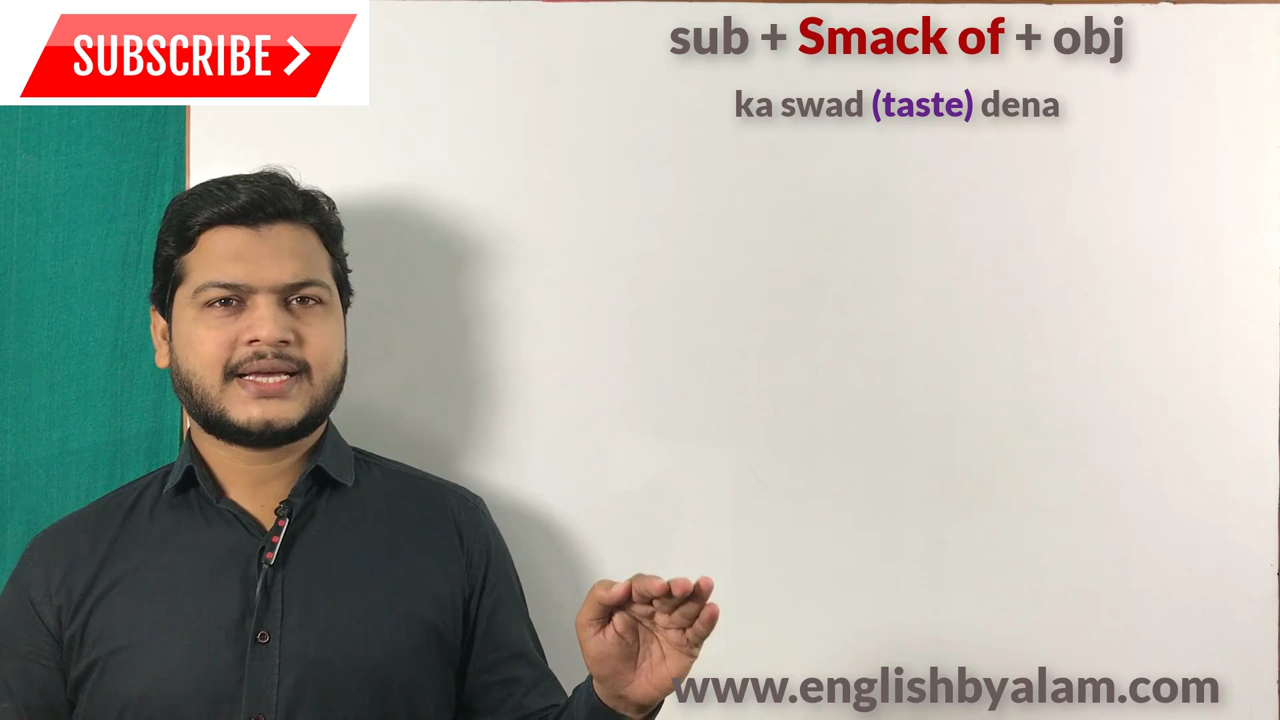 SUBSCRIBE
sub + Smack of + obj
ka swad (taste) dena
www.englishbyalam.com